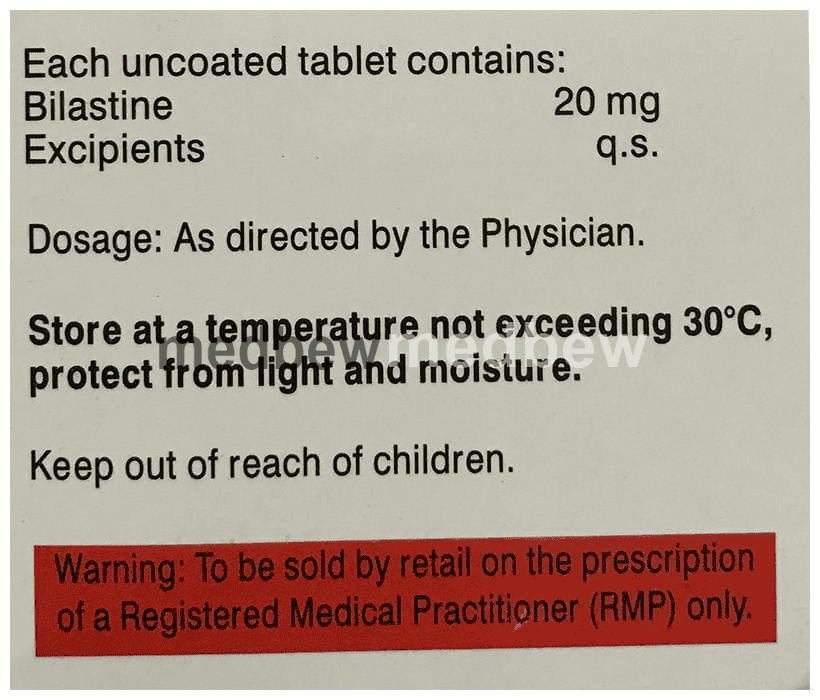 Each uncoated tablet contains:
Bilastine 20 mg
Excipients q.s.
Dosage: As directed by the Physician.
Store at a temperature not exceeding 30°C,
medpew medpew
protect from light and moisture.
Keep out of reach of children.
Warning: To be sold by retail on the prescription
of a Registered Medical Practitioner (RMP) only.